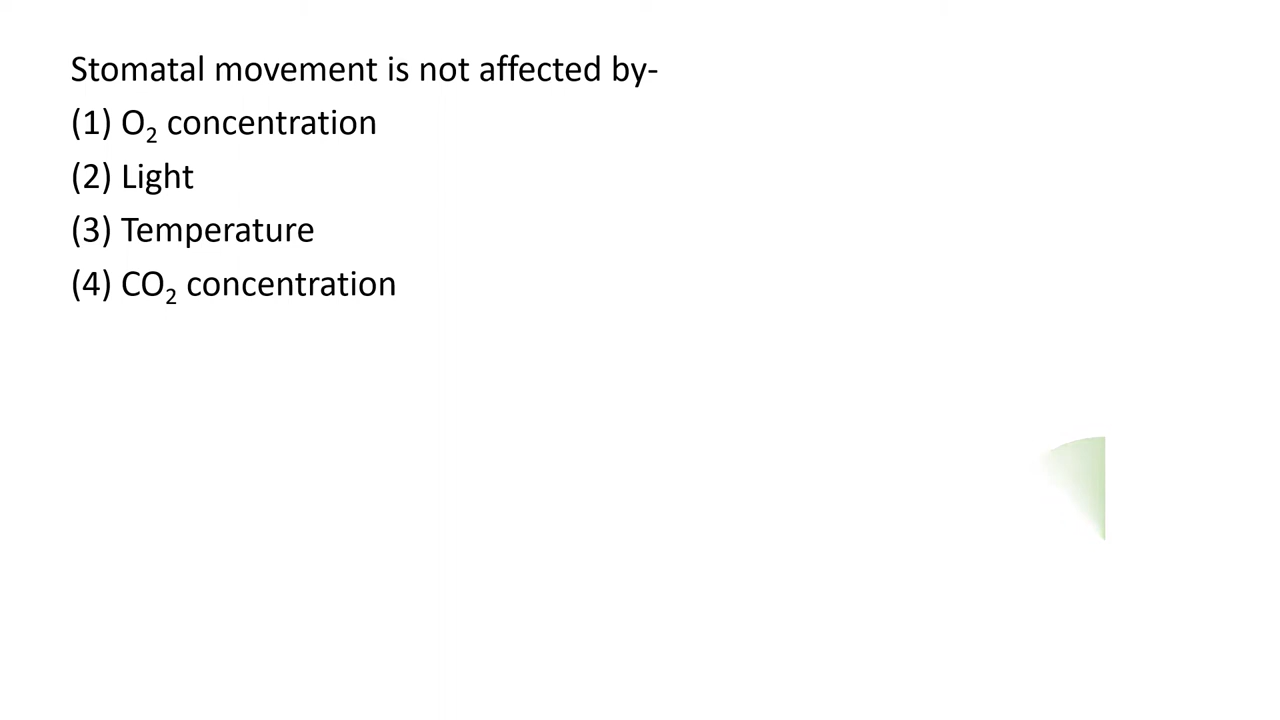 Stomatal movement is not affected by-
(1) O₂ concentration
(2) Light
(3) Temperature
(4) CO₂ concentration